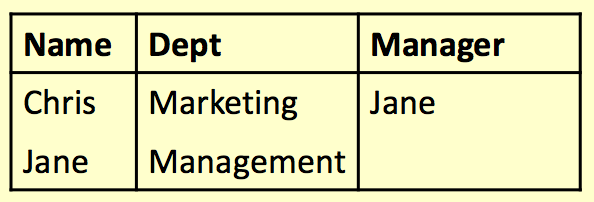 Name Dept Manager
Chris Marketing Jane
Jane Management